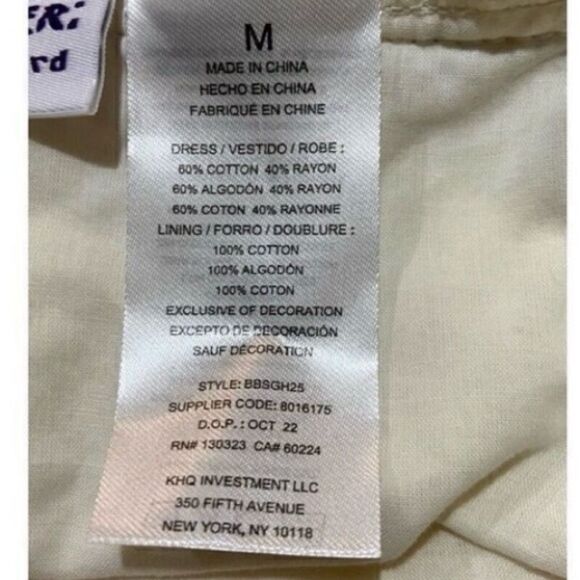 ER:
rd
M
MADE IN CHINA
HECHO EN CHINA
FABRIQUÉ EN CHINE
DRESS / VESTIDO / ROBE :
60% COTTON 40% RAYON
60% ALGODÓN 40% RAYON
60% COTON 40% RAYONNE
LINING / FORRO / DOUBLURE :
100% COTTON
100% ALGODÓN
100% COTON
EXCLUSIVE OF DECORATION
EXCEPTO DE DECORACIÓN
SAUF DÉCORATION
STYLE: BBSGH25
SUPPLIER CODE: 8016175
D.O.P. : OCT 22
RN# 130323 CA# 60224
KHQ INVESTMENT LLC
350 FIFTH AVENUE
NEW YORK, NY 10118